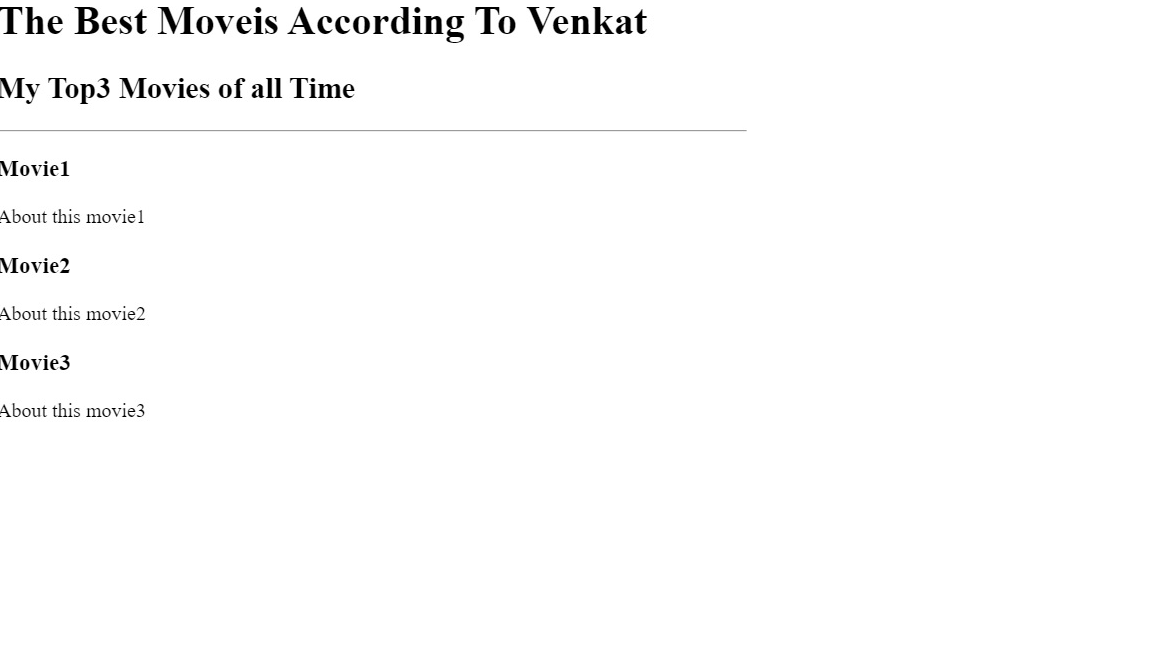 The Best Moveis According To Venkat
My Top3 Movies of all Time
Movie1
About this movie1
Movie2
About this movie2
Movie3
About this movie3